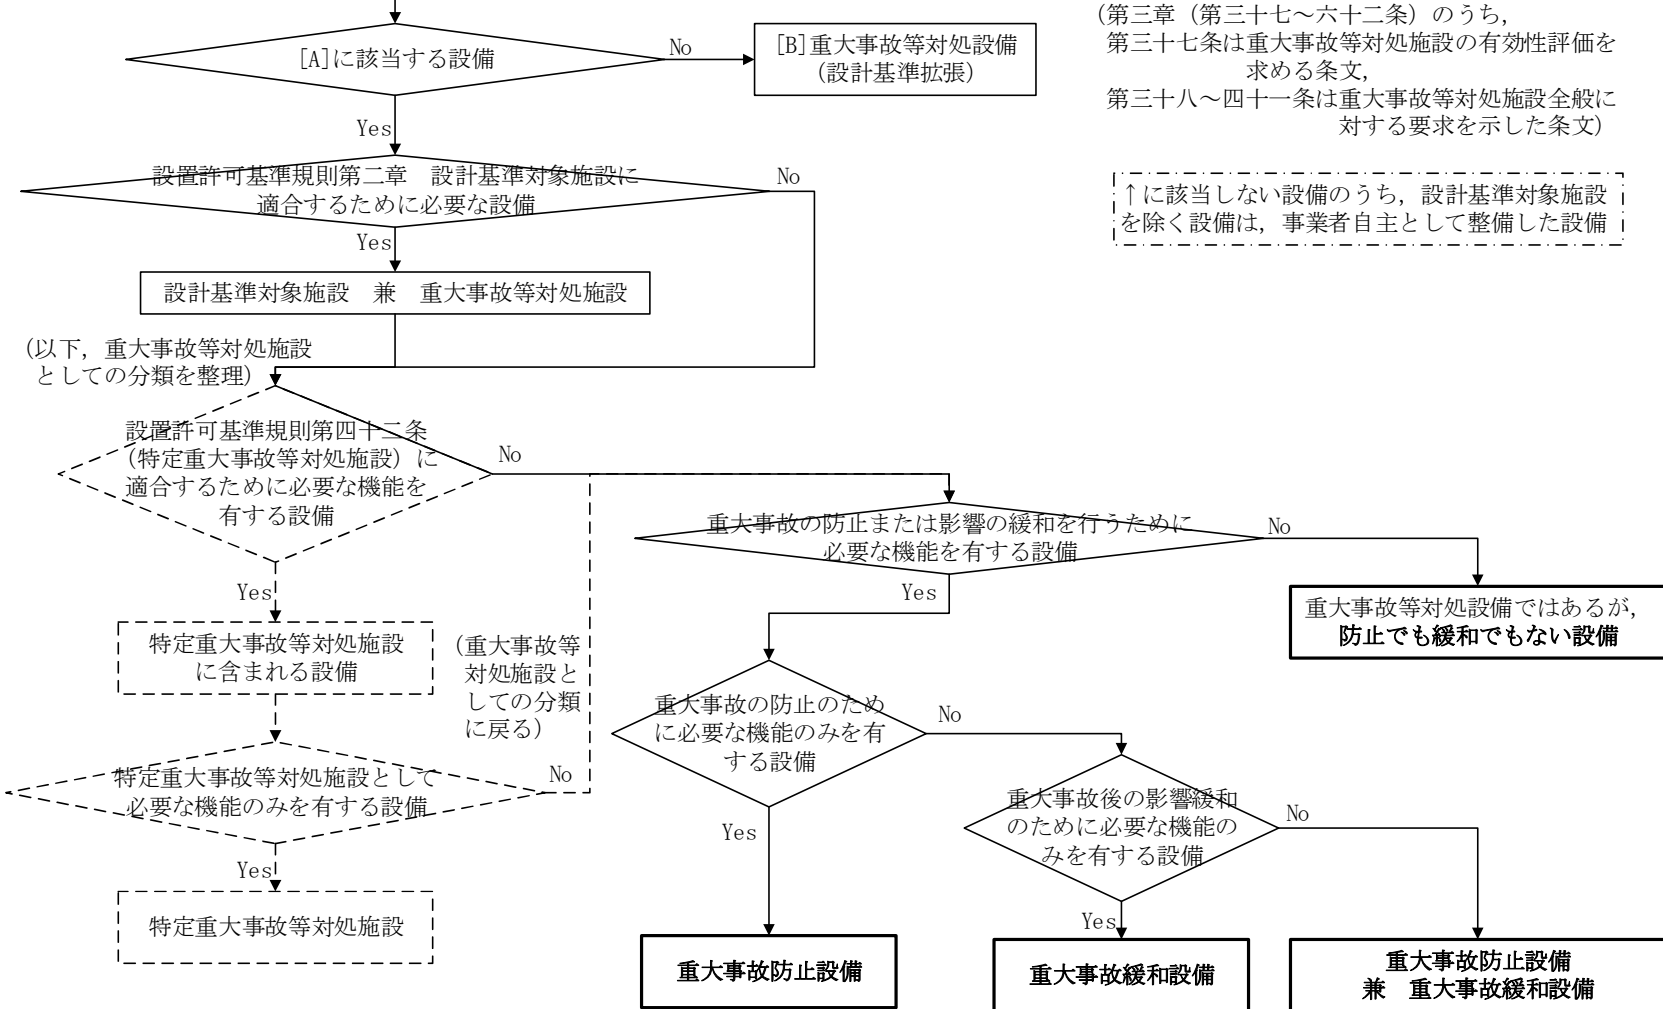 [A]に該当する設備
No
[B]重大事故等対処設備
(設計基準拡張)
(第三章（第三十七～六十二条）のうち，
第三十七条は重大事故等対処施設の有効性評価を
求める条文，
第三十八～四十一条は重大事故等対処施設全般に
対する要求を示した条文)
Yes
設置許可基準規則第二章　設計基準対象施設に
適合するために必要な設備
No
↑に該当しない設備のうち，設計基準対象施設
を除く設備は，事業者自主として整備した設備
Yes
設計基準対象施設　兼　重大事故等対処施設
(以下，重大事故等対処施設
としての分類を整理)
設置許可基準規則第四十二条
(特定重大事故等対処施設）に
適合するために必要な機能を
有する設備
No
重大事故の防止または影響の緩和を行うために
必要な機能を有する設備
No
Yes
Yes
重大事故等対処設備ではあるが，
防止でも緩和でもない設備
特定重大事故等対処施設
に含まれる設備
(重大事故等
対処施設と
しての分類
に戻る)
重大事故の防止のため
に必要な機能のみを有
する設備
No
特定重大事故等対処施設として
必要な機能のみを有する設備
No
重大事故後の影響緩和
のために必要な機能の
みを有する設備
No
Yes
Yes
特定重大事故等対処施設
Yes
重大事故防止設備
重大事故緩和設備
重大事故防止設備
兼　重大事故緩和設備